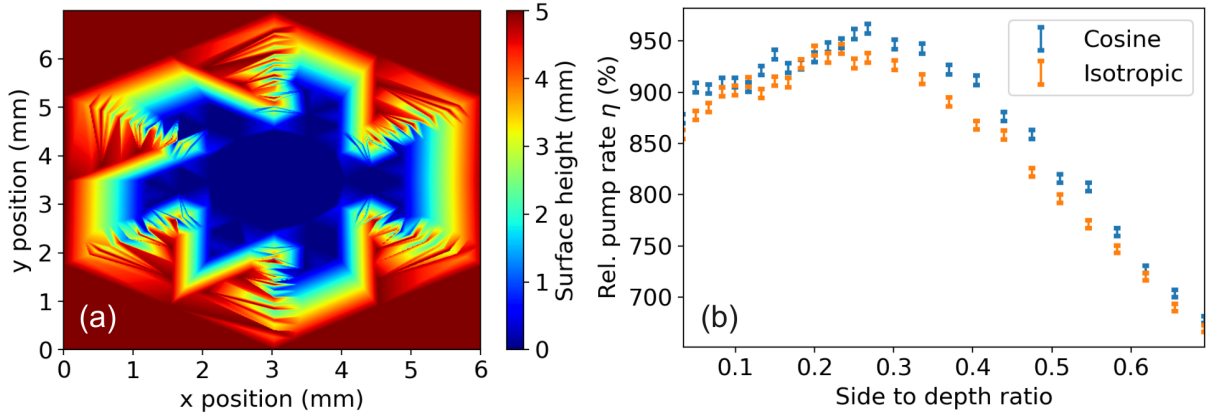 7
6
5
4
3
2
1
0
y position (mm)
(a)
0 1 2 3 4 5 6
x position (mm)
5
4
3
2
1
0
Surface height (mm)
950
900
850
800
750
700
Rel. pump rate η (%)
Cosine
Isotropic
(b)
0.1 0.2 0.3 0.4 0.5 0.6
Side to depth ratio